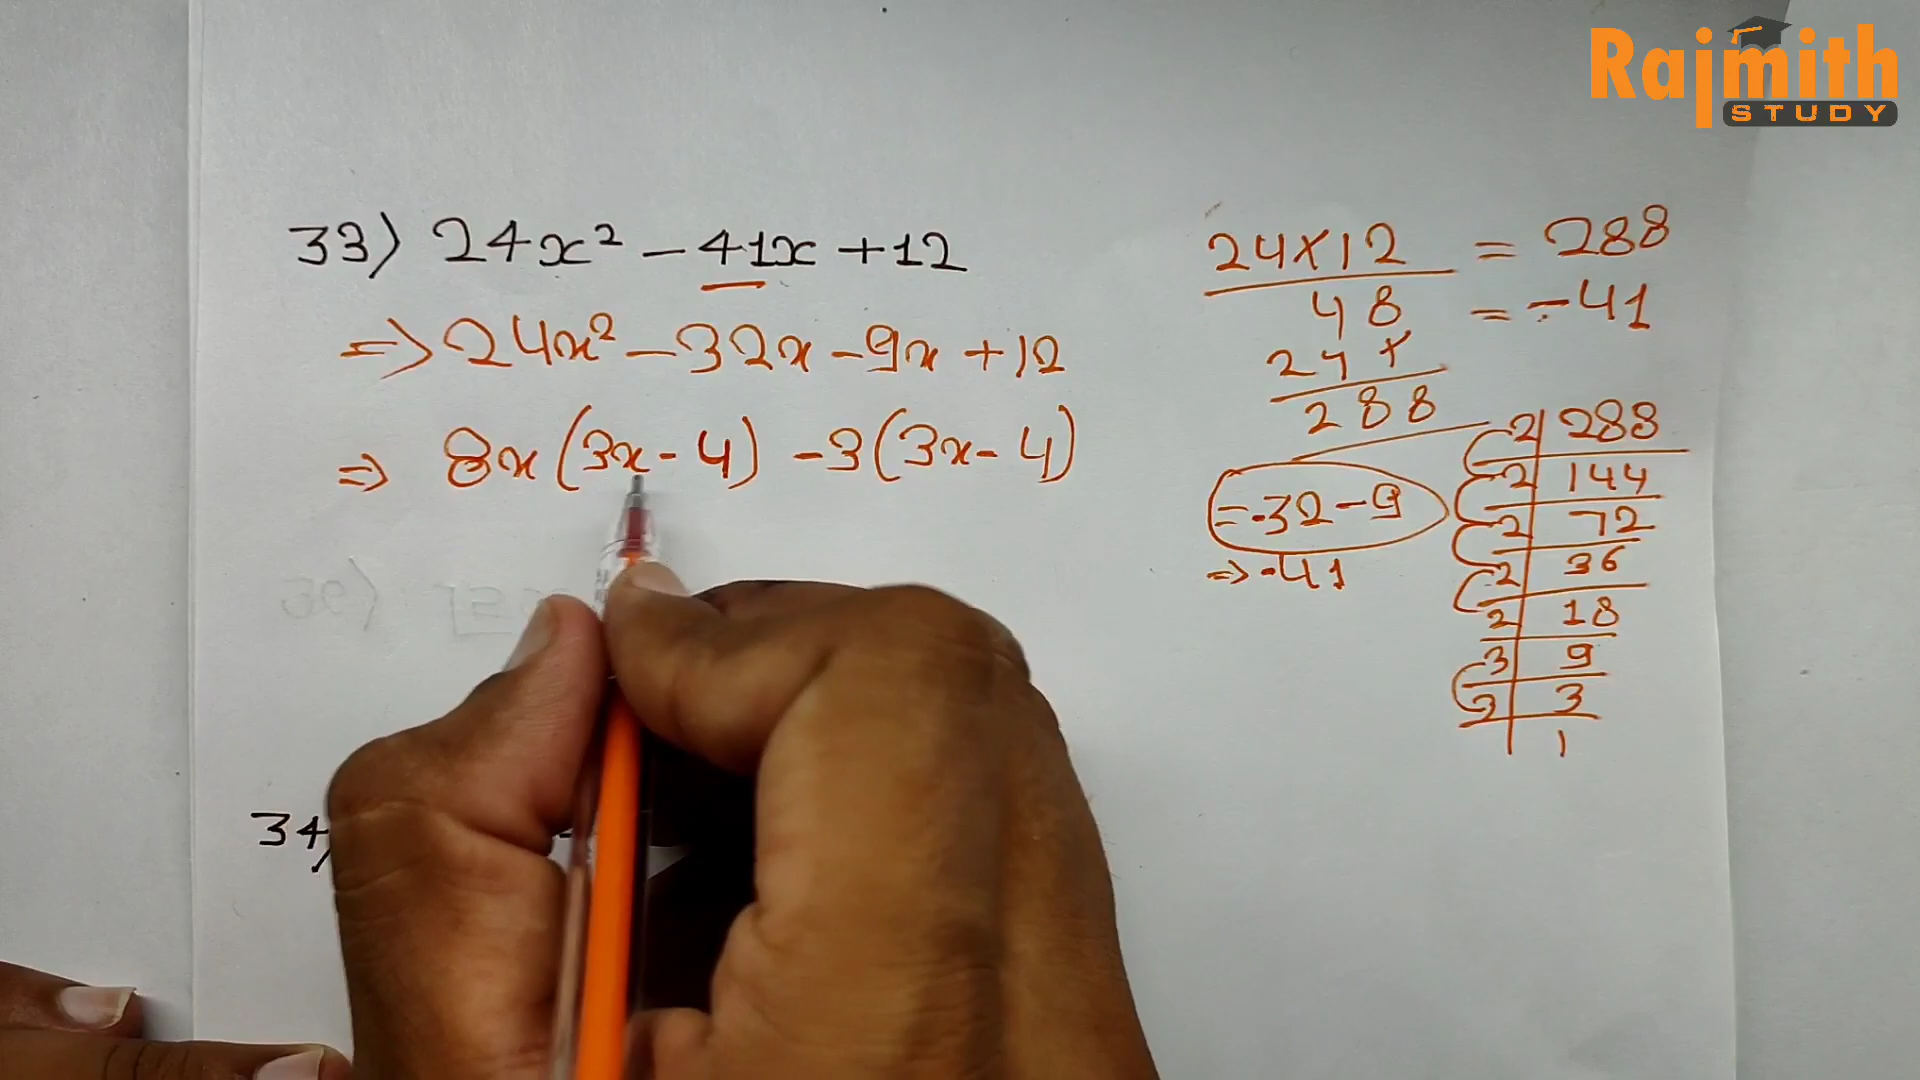 Rajmith
STUDY
33) 24x² - 41x + 12
⇒ 24x² - 32x - 9x + 12
⇒ 8x (3x - 4) - 3 (3x - 4)
34)
24 × 12 = 288
48 = -41
24 ×
288
= -32 - 9
⇒ -41
2 | 288
2 | 144
2 | 72
2 | 36
2 | 18
3 | 9
3 | 3
1